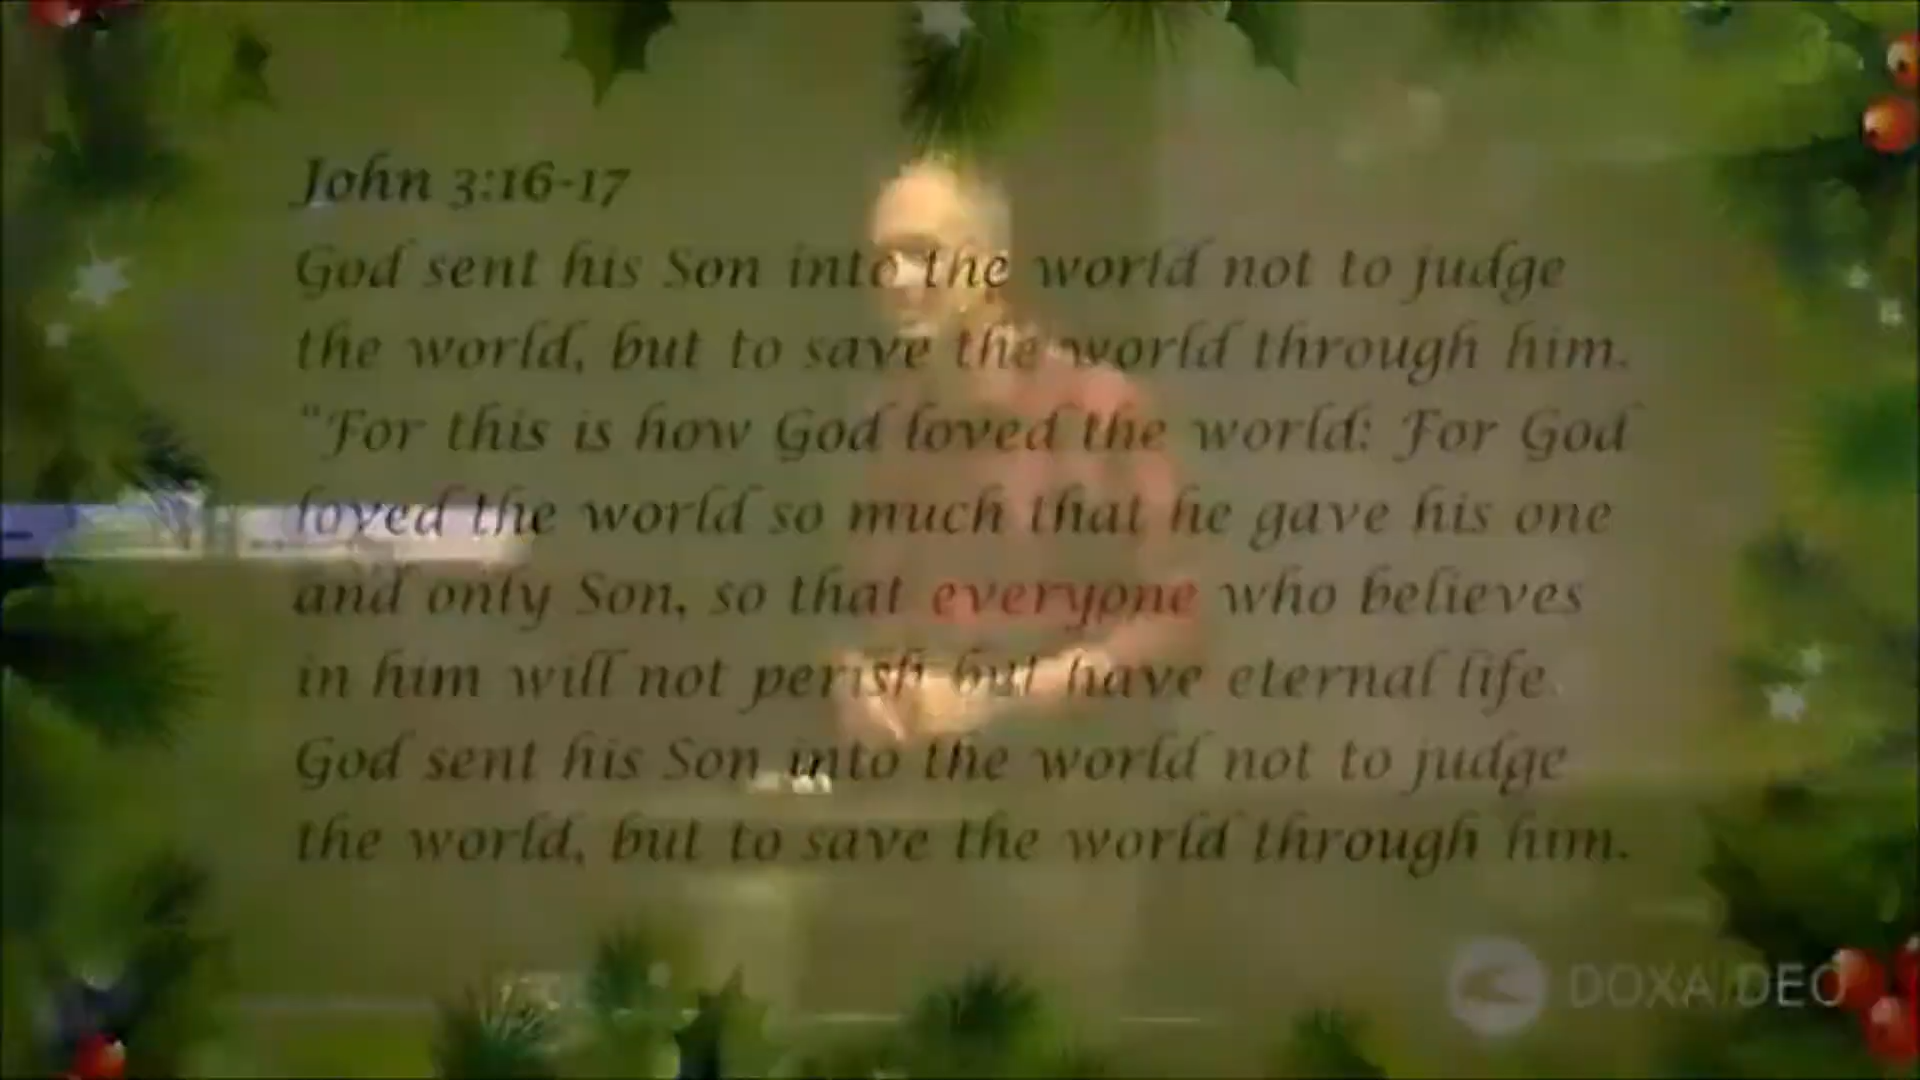 John 3:16-17
God sent his Son into the world not to judge
the world, but to save the world through him.
"For this is how God loved the world: For God
loved the world so much that he gave his one
and only Son, so that everyone who believes
in him will not perish but have eternal life.
God sent his Son into the world not to judge
the world, but to save the world through him.
DOXA DEO